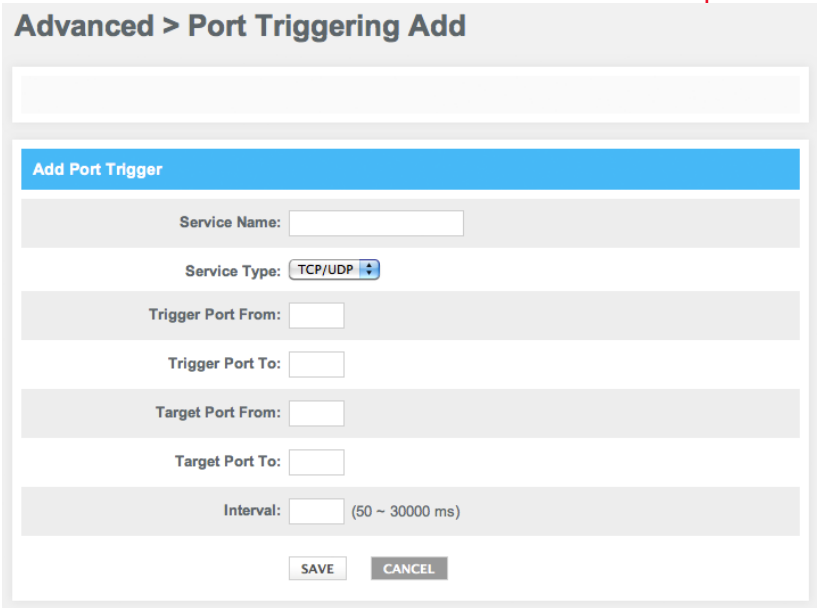 Advanced > Port Triggering Add
Add Port Trigger
Service Name:
Service Type: TCP/UDP
Trigger Port From:
Trigger Port To:
Target Port From:
Target Port To:
Interval: (50 ~ 30000 ms)
SAVE CANCEL